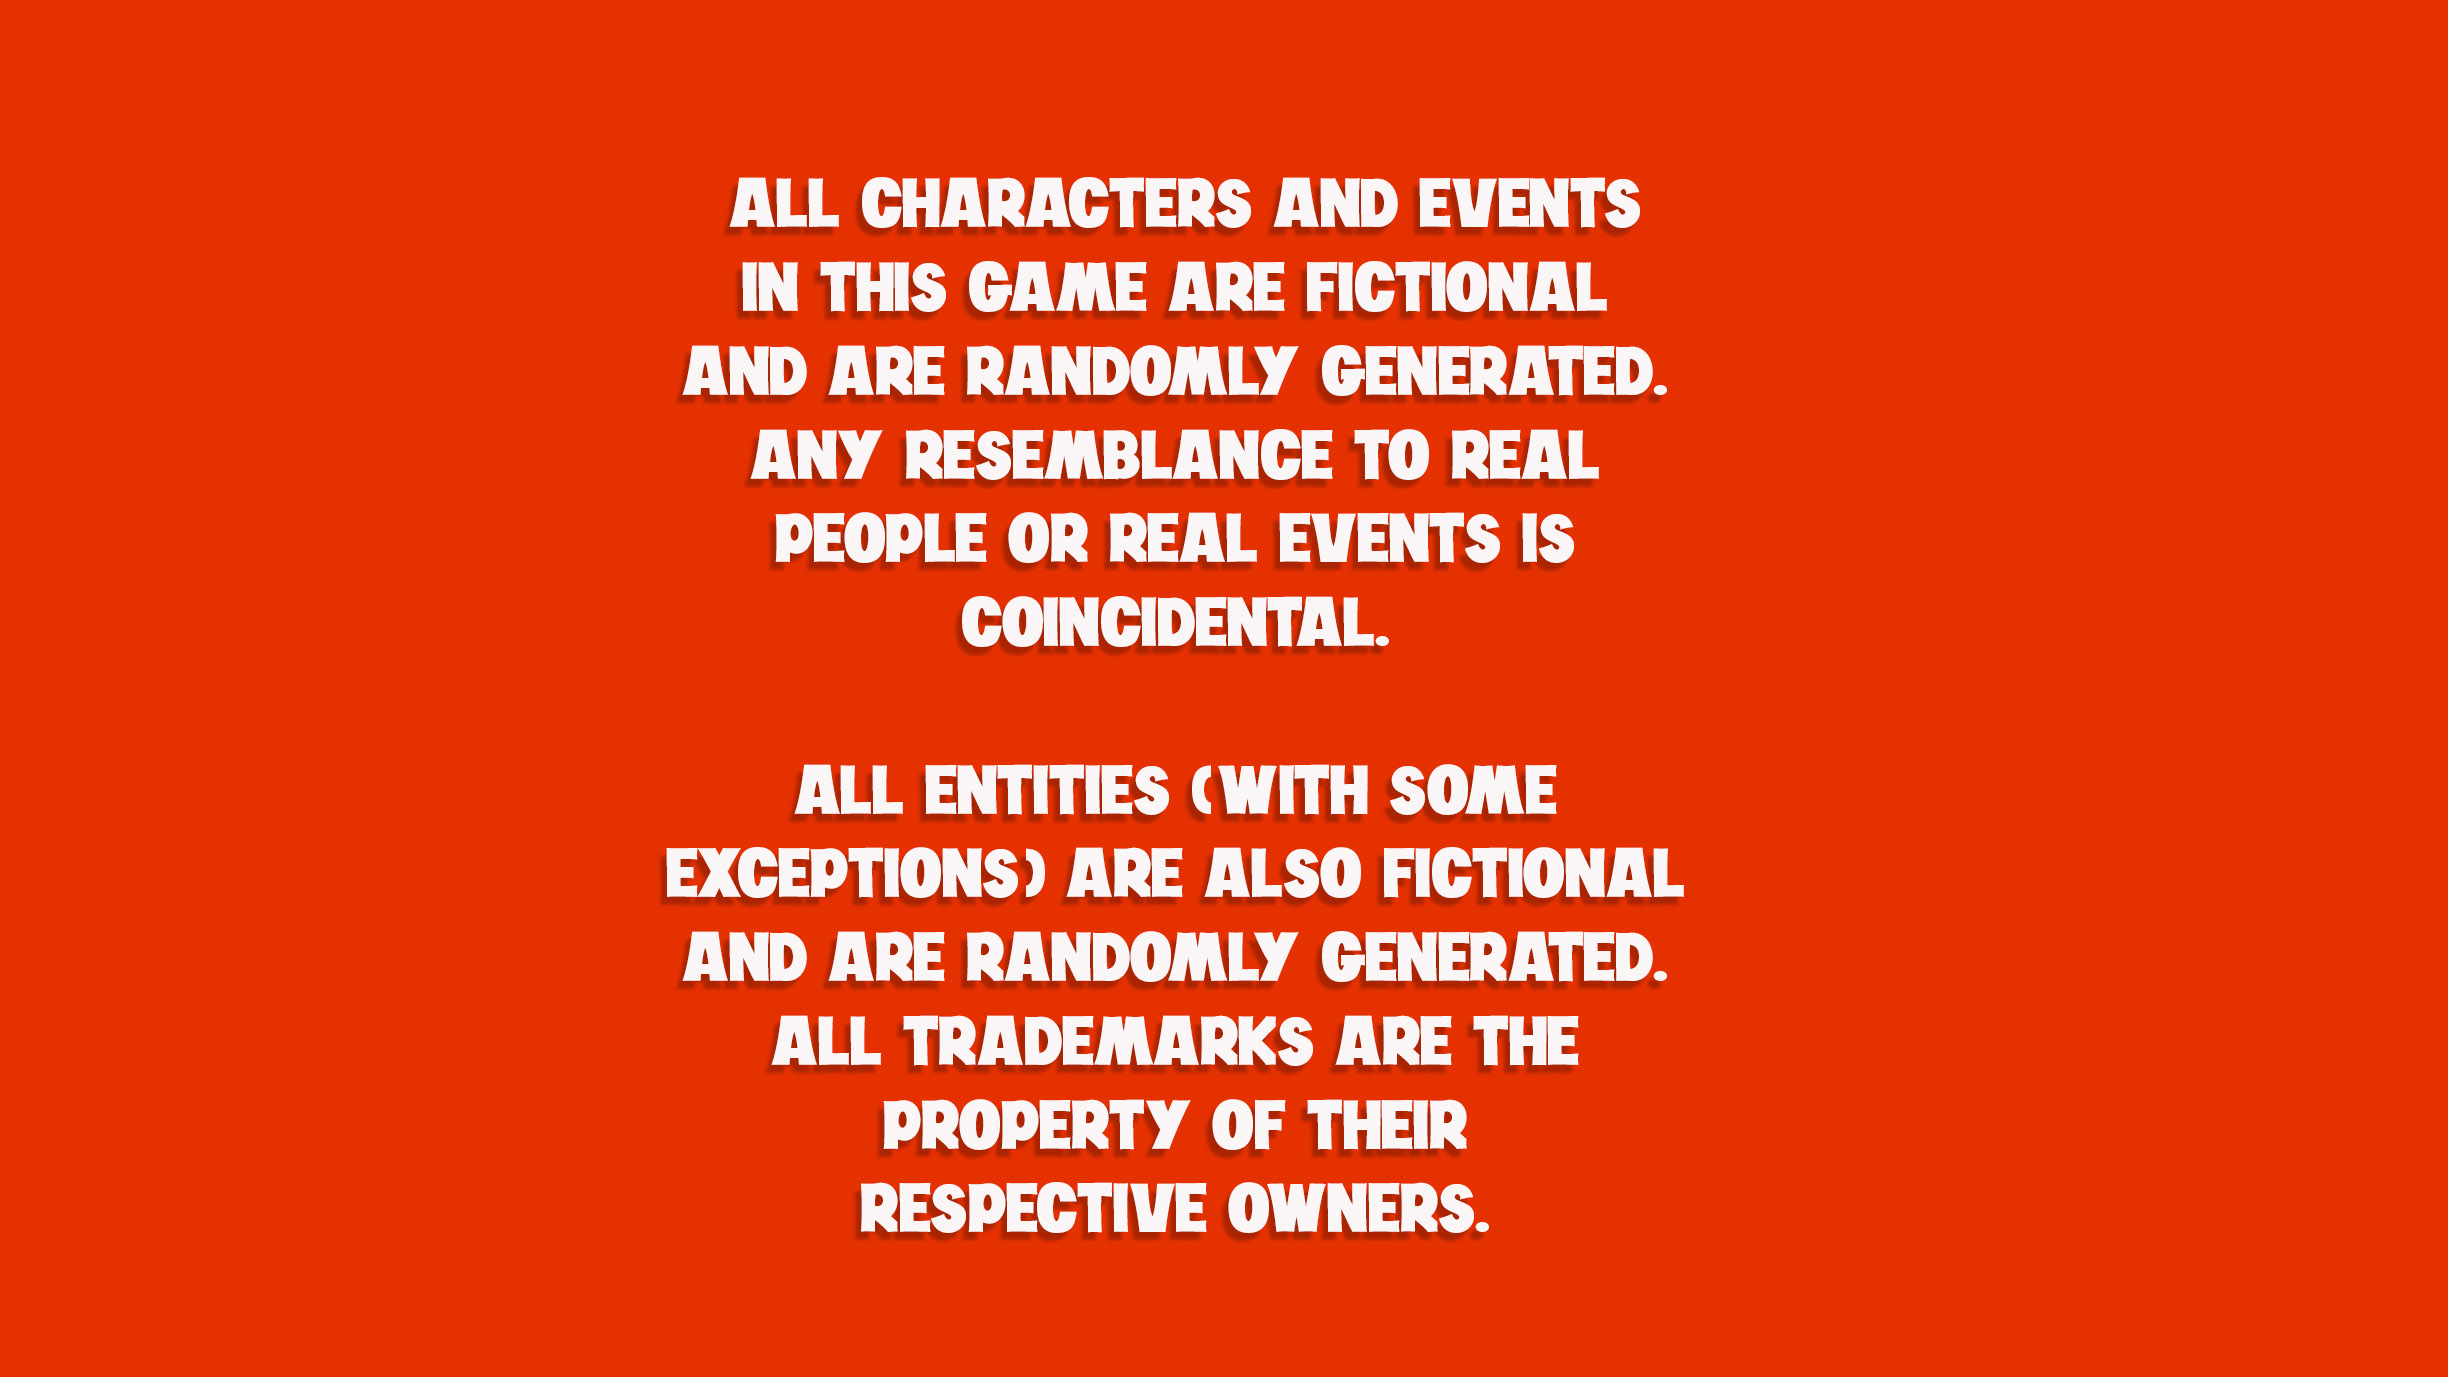 ALL CHARACTERS AND EVENTS
IN THIS GAME ARE FICTIONAL
AND ARE RANDOMLY GENERATED.
ANY RESEMBLANCE TO REAL
PEOPLE OR REAL EVENTS IS
COINCIDENTAL.
ALL ENTITIES (WITH SOME
EXCEPTIONS) ARE ALSO FICTIONAL
AND ARE RANDOMLY GENERATED.
ALL TRADEMARKS ARE THE
PROPERTY OF THEIR
RESPECTIVE OWNERS.